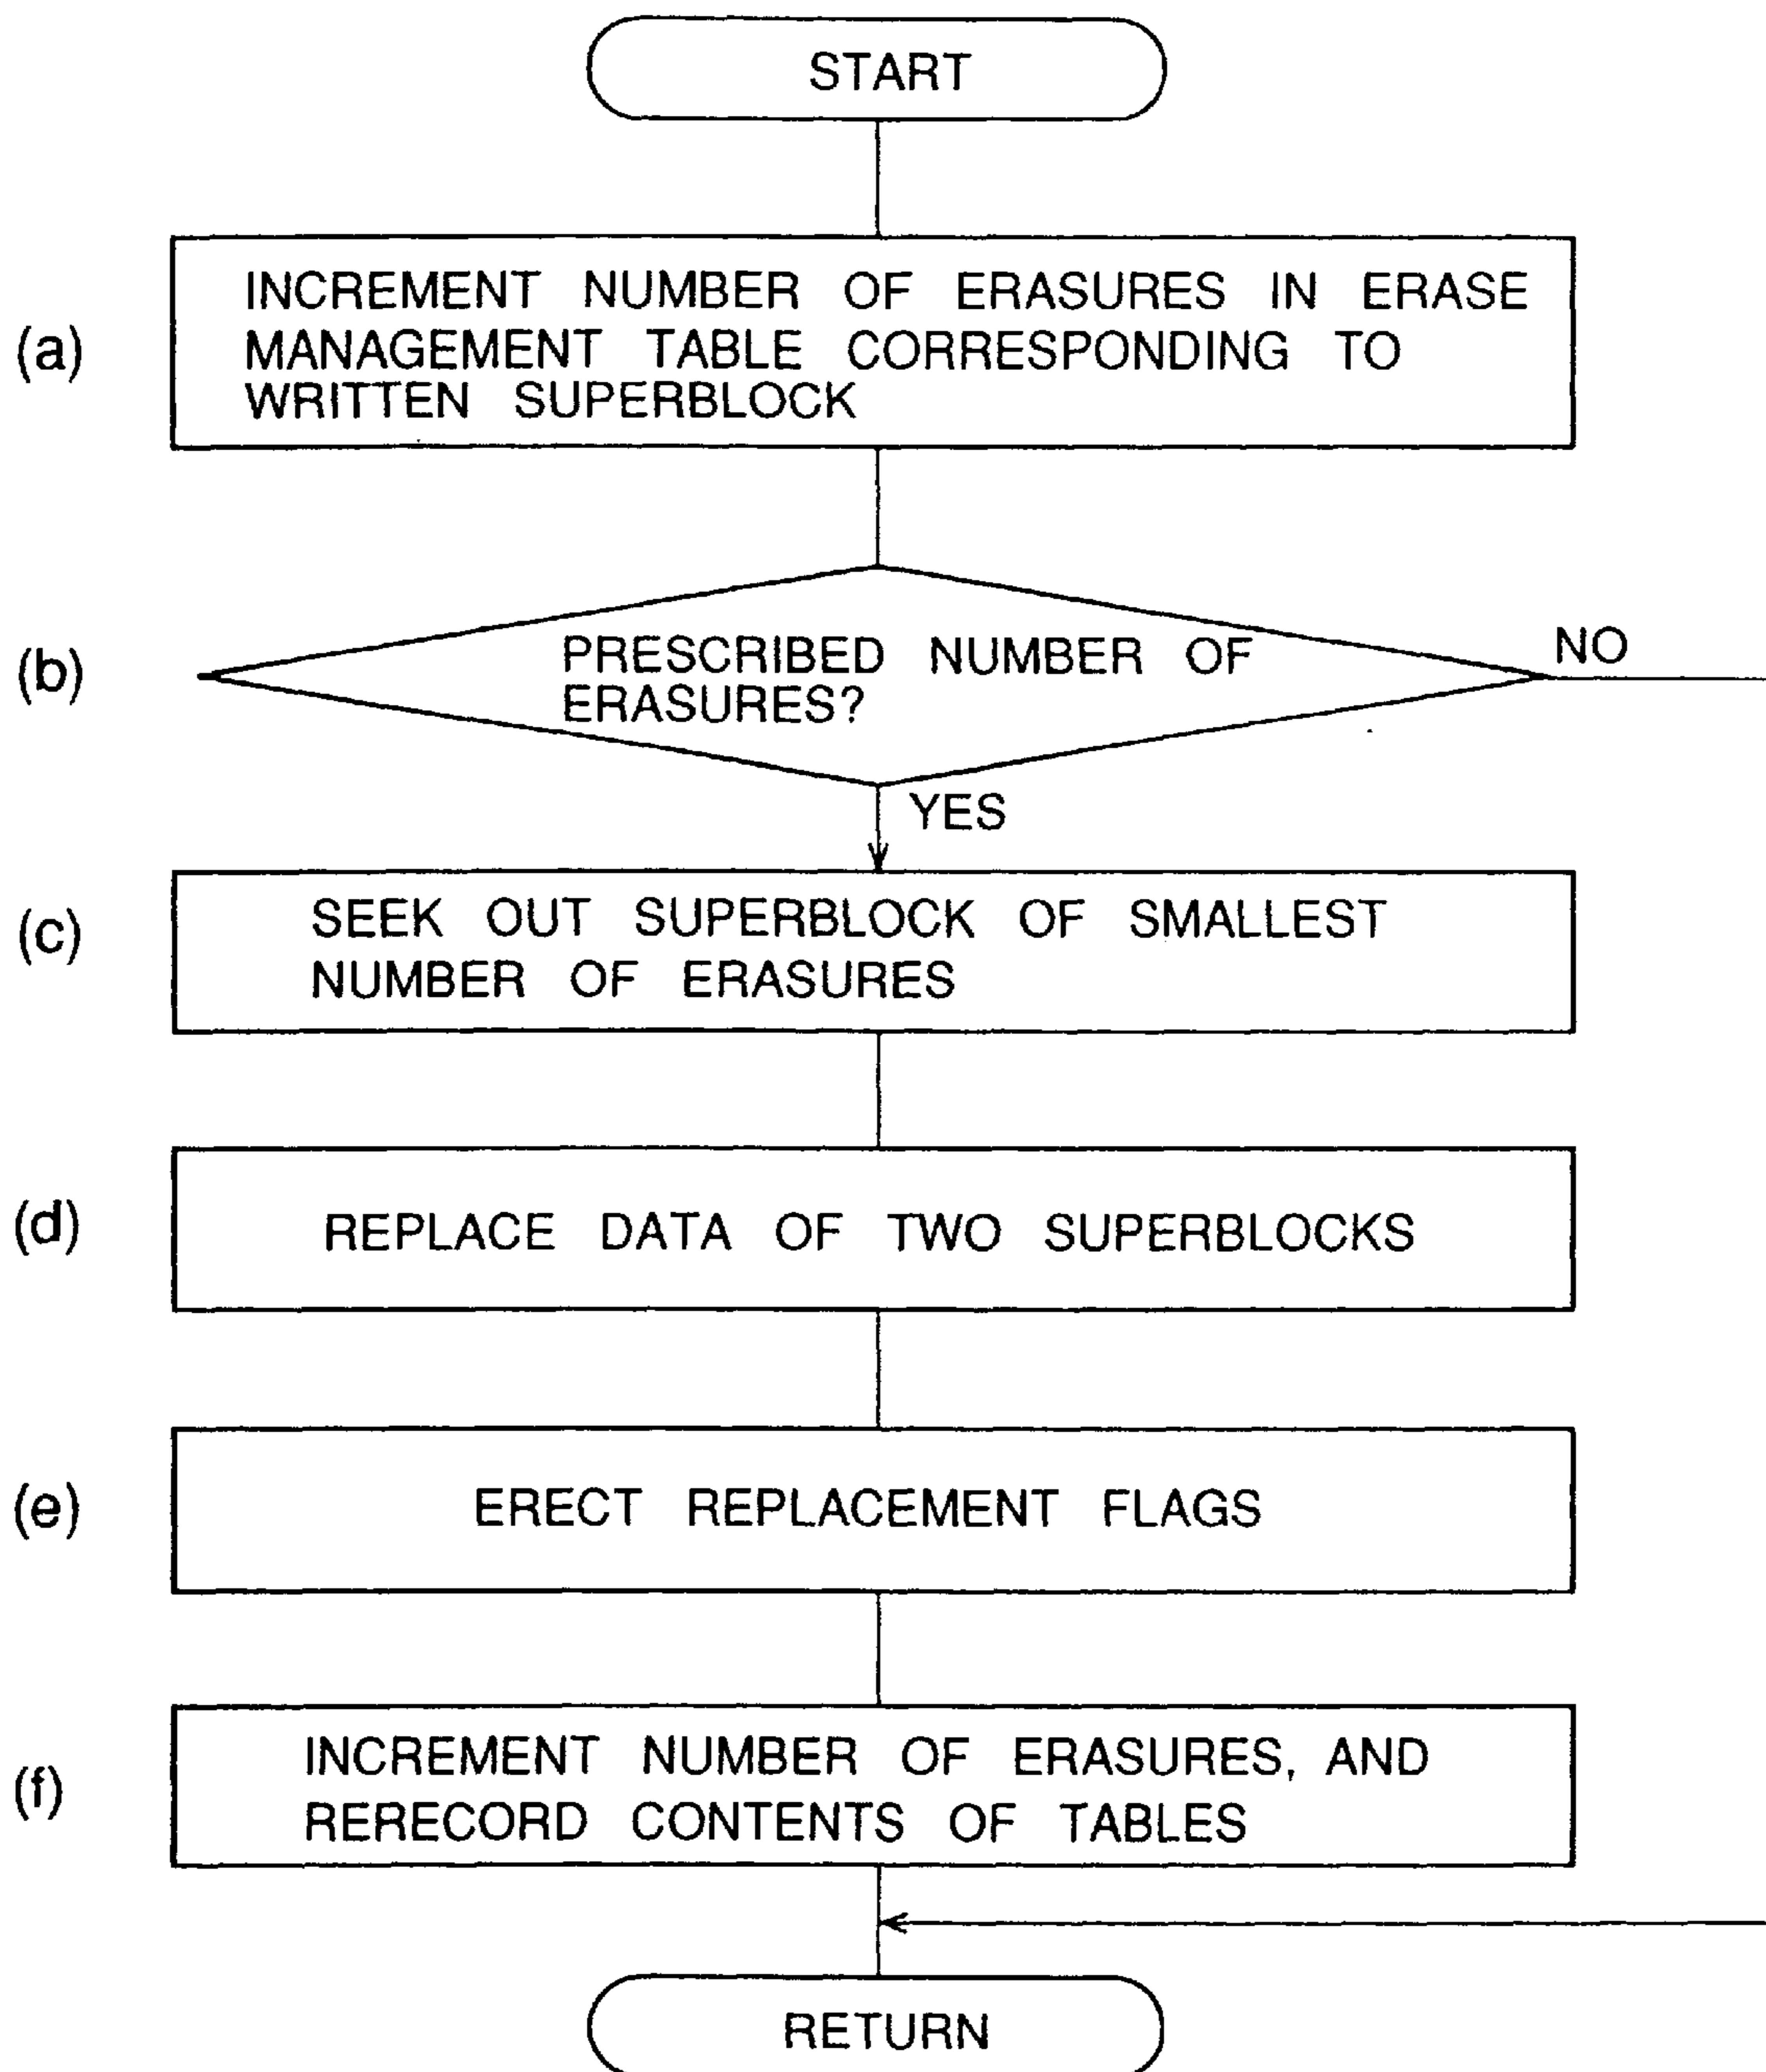 START
(a)
INCREMENT NUMBER OF ERASURES IN ERASE
MANAGEMENT TABLE CORRESPONDING TO
WRITTEN SUPERBLOCK
(b)
PRESCRIBED NUMBER OF
ERASURES?
NO
YES
(c)
SEEK OUT SUPERBLOCK OF SMALLEST
NUMBER OF ERASURES
(d)
REPLACE DATA OF TWO SUPERBLOCKS
(e)
ERECT REPLACEMENT FLAGS
(f)
INCREMENT NUMBER OF ERASURES, AND
RERECORD CONTENTS OF TABLES
RETURN